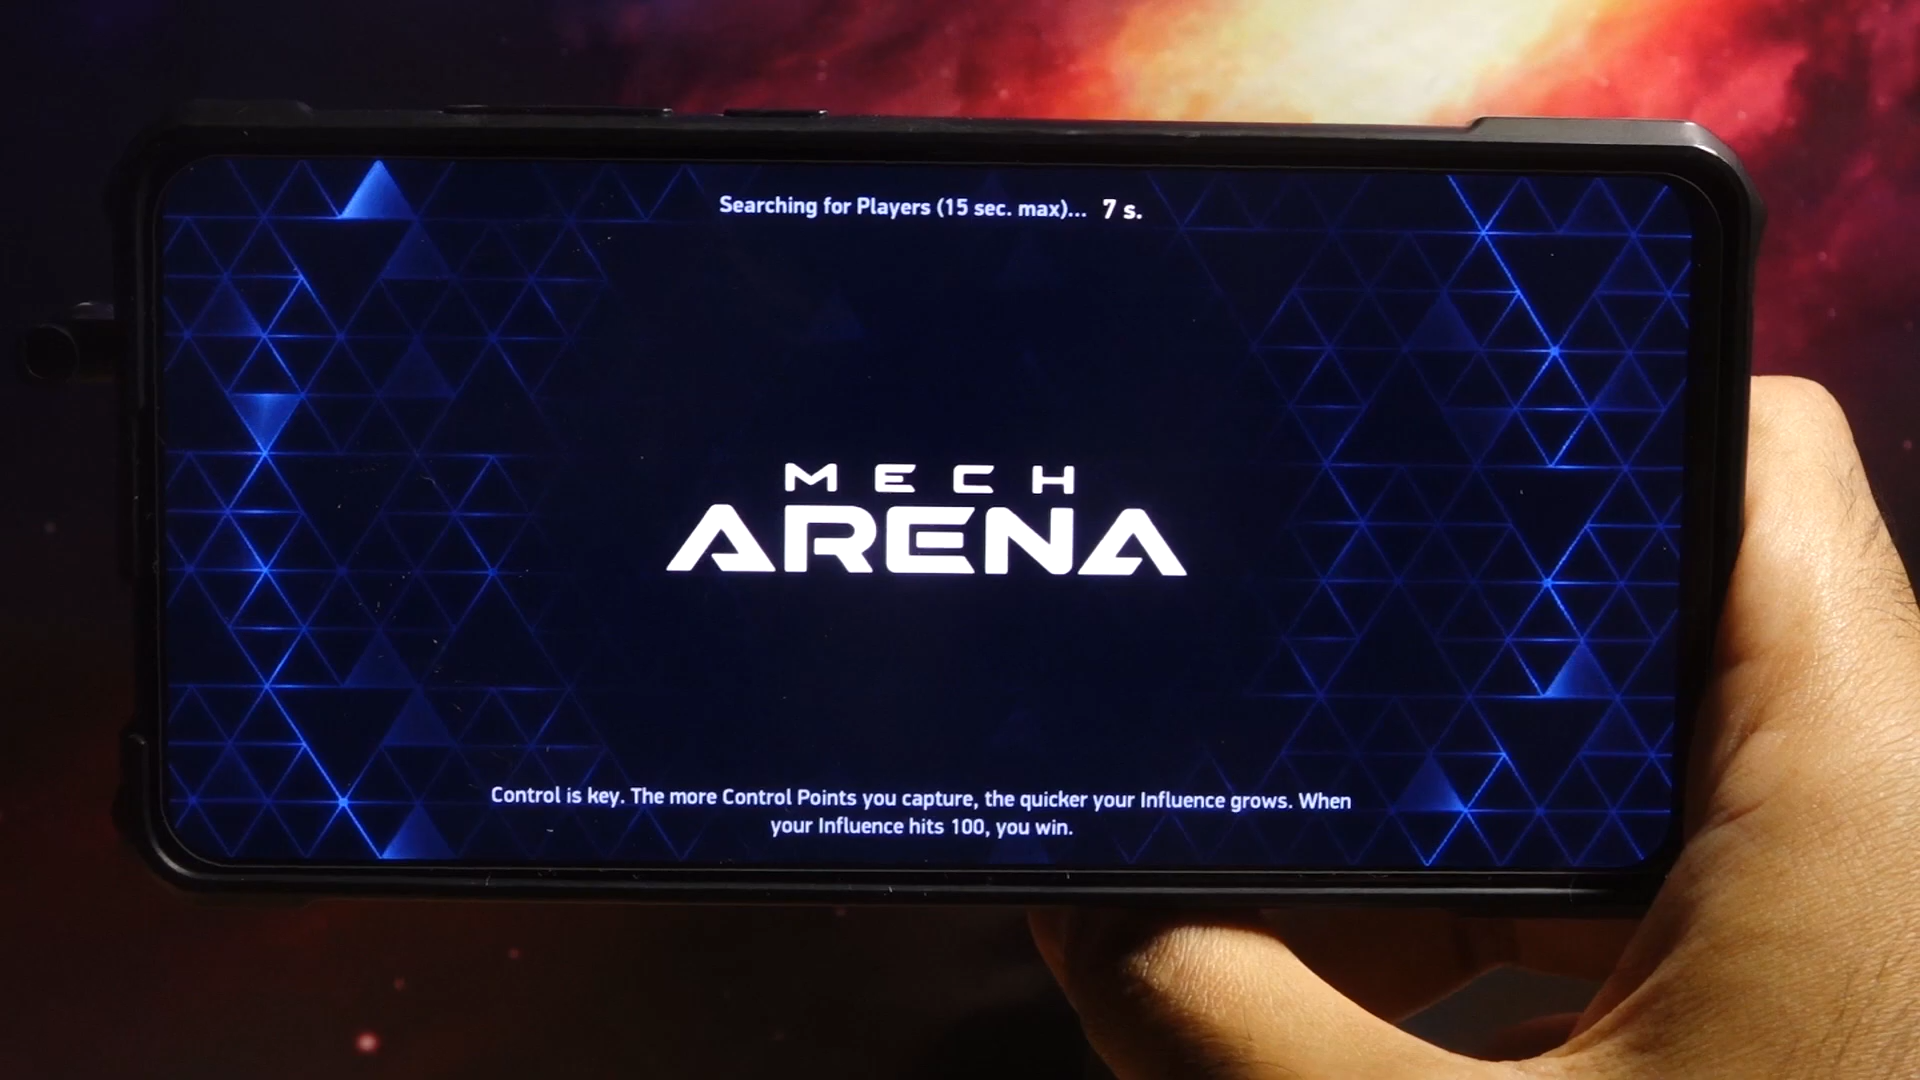 Searching for Players (15 sec. max)... 7 s.
MECH
ARENA
Control is key. The more Control Points you capture, the quicker your Influence grows. When
your Influence hits 100, you win.